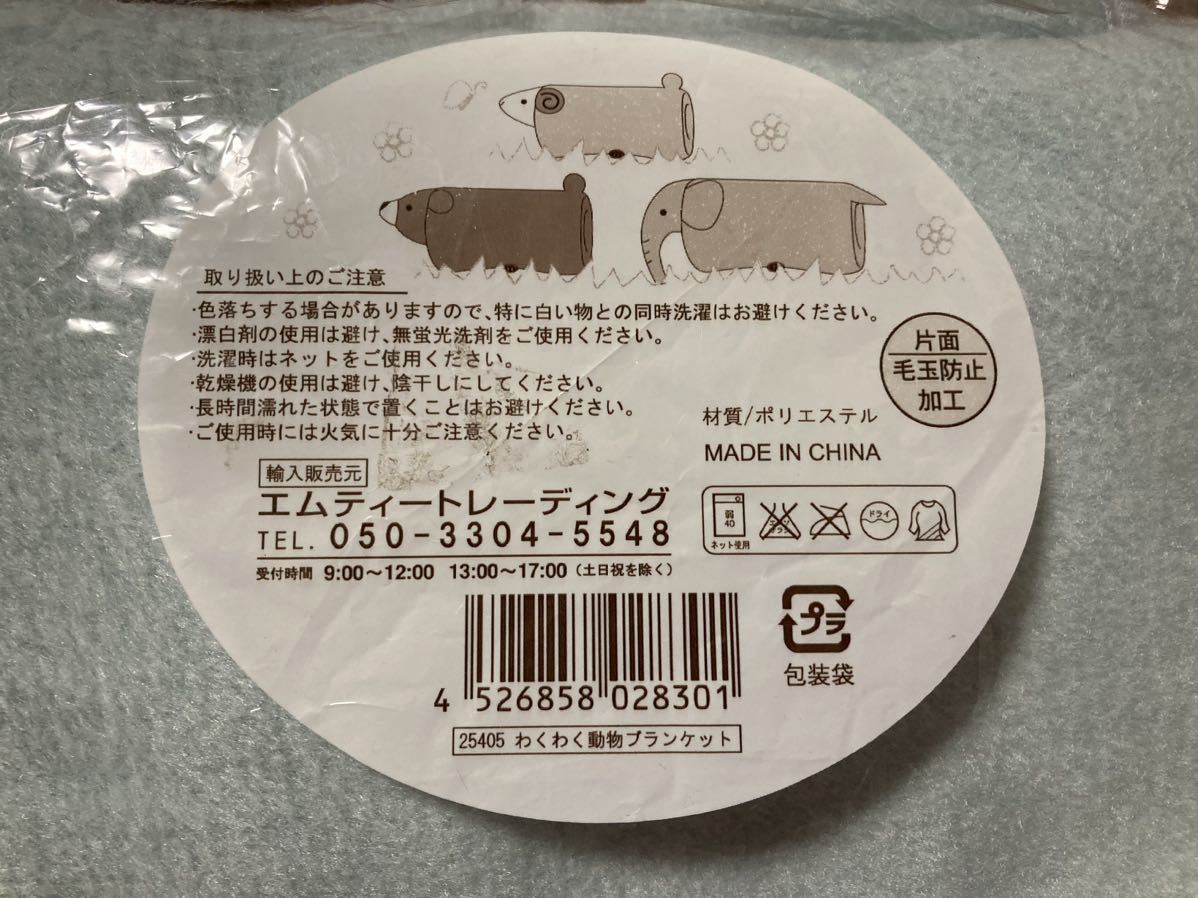 取り扱い上のご注意
・色落ちする場合がありますので、特に白い物との同時洗濯はお避けください。
・漂白剤の使用は避け、無蛍光洗剤をご使用ください。
・洗濯時はネットをご使用ください。
・乾燥機の使用は避け、陰干しにしてください。
・長時間濡れた状態で置くことはお避けください。
・ご使用時には火気に十分ご注意ください。
片面
毛玉防止
加工
材質/ポリエステル
MADE IN CHINA
輸入販売元
エムティートレーディング
TEL. 050-3304-5548
受付時間 9:00～12:00 13:00～17:00（土日祝を除く）
弱
40
ネット使用
エンソ
サラシ
ドライ
4 526858 028301
プラ
包装袋
25405 わくわく動物ブランケット